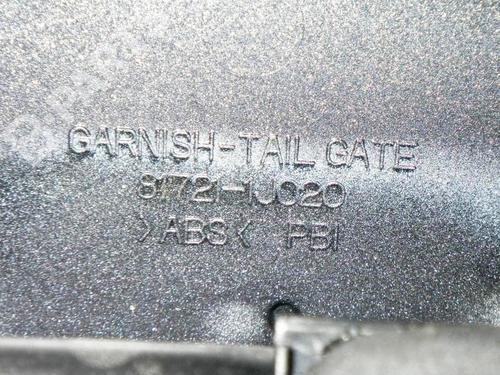 GARNISH-TAIL GATE
81721-1J020
>ABS< PBI